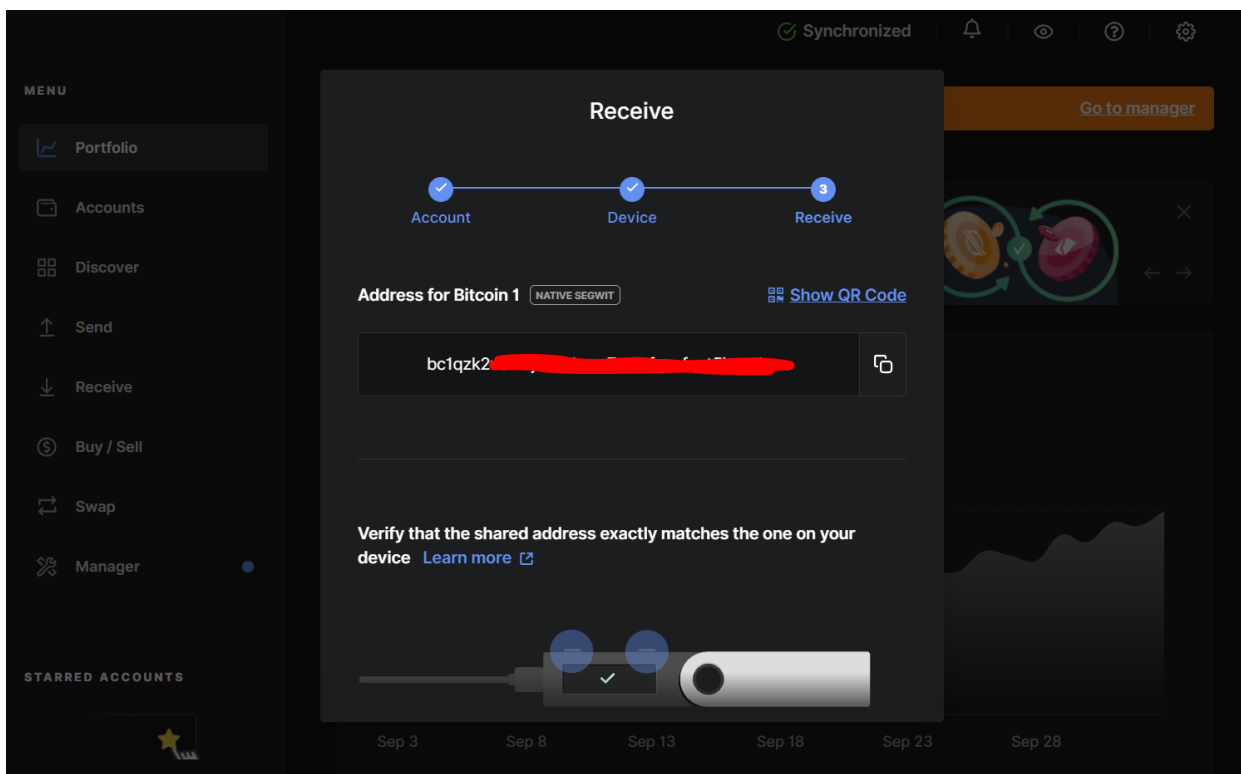 Synchronized
MENU
Receive
Go to manager
Portfolio
3
Account Device Receive
Accounts
Discover
Address for Bitcoin 1 NATIVE SEGWIT Show QR Code
Send
bc1qzk2
Receive
Buy / Sell
Swap
Verify that the shared address exactly matches the one on your
device Learn more
Manager
STARRED ACCOUNTS
Sep 3 Sep 8 Sep 13 Sep 18 Sep 23 Sep 28